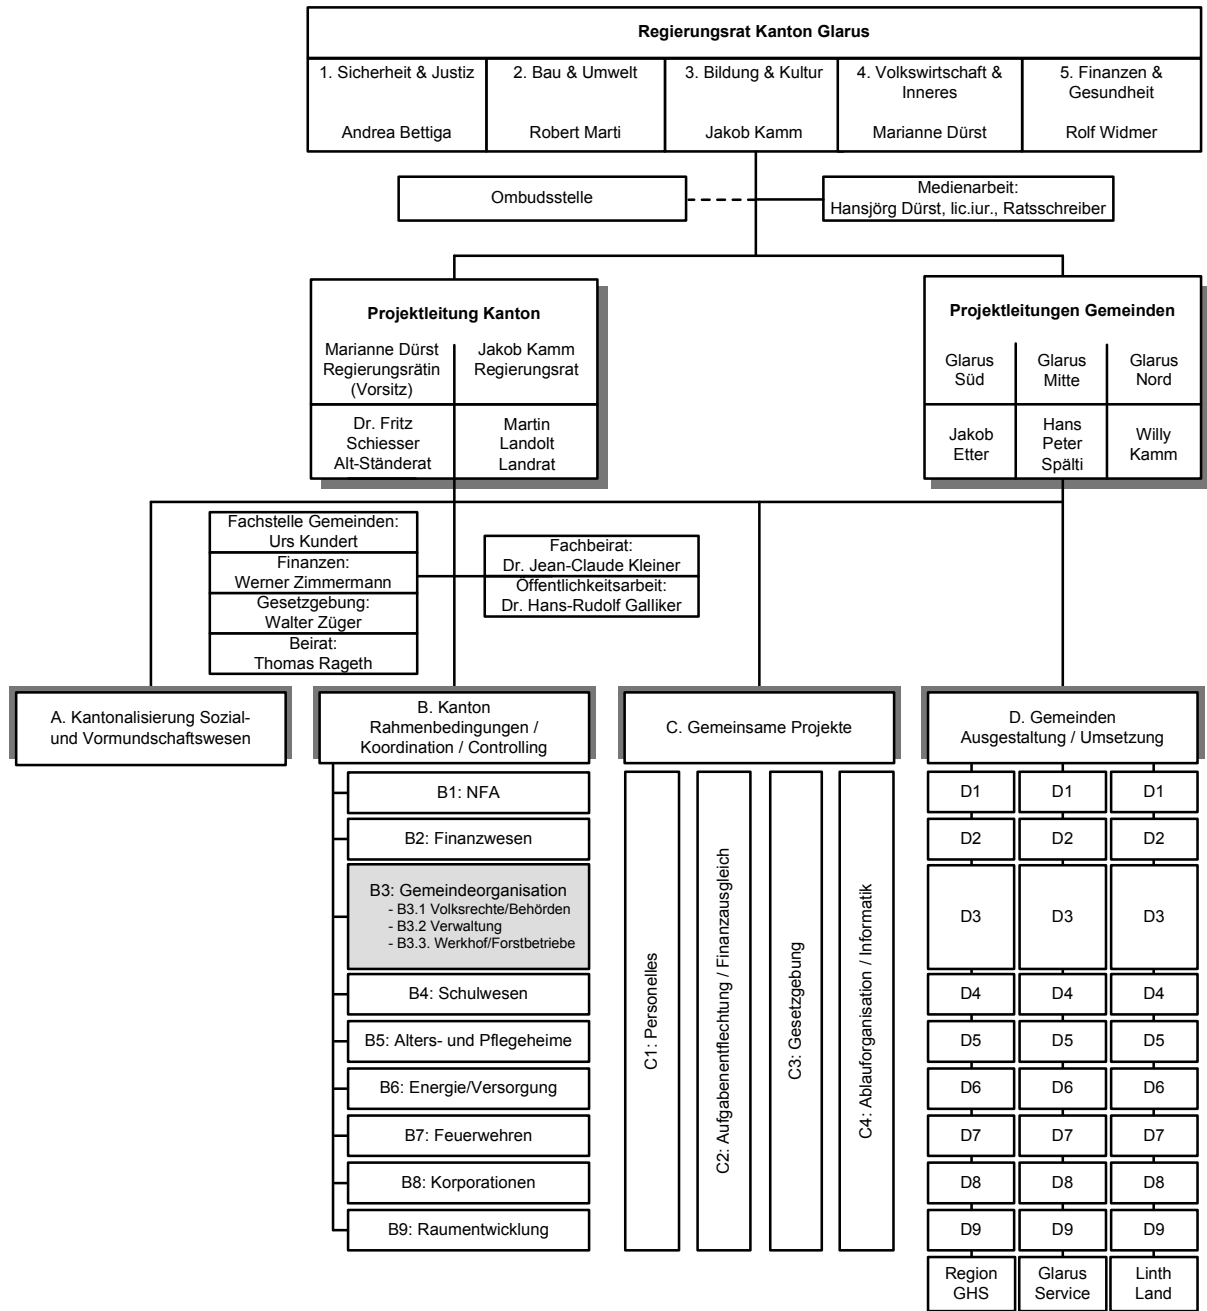 Regierungsrat Kanton Glarus
1. Sicherheit & Justiz
Andrea Bettiga
2. Bau & Umwelt
Robert Marti
3. Bildung & Kultur
Jakob Kamm
4. Volkswirtschaft &
Inneres
Marianne Dürst
5. Finanzen &
Gesundheit
Rolf Widmer
Ombudsstelle
Medienarbeit:
Hansjörg Dürst, lic.iur., Ratsschreiber
Projektleitung Kanton
Marianne Dürst
Regierungsrätin
(Vorsitz)
Jakob Kamm
Regierungsrat
Dr. Fritz
Schiesser
Alt-Ständerat
Martin
Landolt
Landrat
Projektleitungen Gemeinden
Glarus
Süd
Glarus
Mitte
Glarus
Nord
Jakob
Etter
Hans
Peter
Spälti
Willy
Kamm
Fachstelle Gemeinden:
Urs Kundert
Finanzen:
Werner Zimmermann
Gesetzgebung:
Walter Züger
Beirat:
Thomas Rageth
Fachbeirat:
Dr. Jean-Claude Kleiner
Öffentlichkeitsarbeit:
Dr. Hans-Rudolf Galliker
A. Kantonalisierung Sozial-
und Vormundschaftswesen
B. Kanton
Rahmenbedingungen /
Koordination / Controlling
C. Gemeinsame Projekte
D. Gemeinden
Ausgestaltung / Umsetzung
B1: NFA
B2: Finanzwesen
B3: Gemeindeorganisation
- B3.1 Volksrechte/Behörden
- B3.2 Verwaltung
- B3.3. Werkhof/Forstbetriebe
B4: Schulwesen
B5: Alters- und Pflegeheime
B6: Energie/Versorgung
B7: Feuerwehren
B8: Korporationen
B9: Raumentwicklung
C1: Personelles
C2: Aufgabenentflechtung / Finanzausgleich
C3: Gesetzgebung
C4: Ablauforganisation / Informatik
D1 D1 D1
D2 D2 D2
D3 D3 D3
D4 D4 D4
D5 D5 D5
D6 D6 D6
D7 D7 D7
D8 D8 D8
D9 D9 D9
Region
GHS
Glarus
Service
Linth
Land